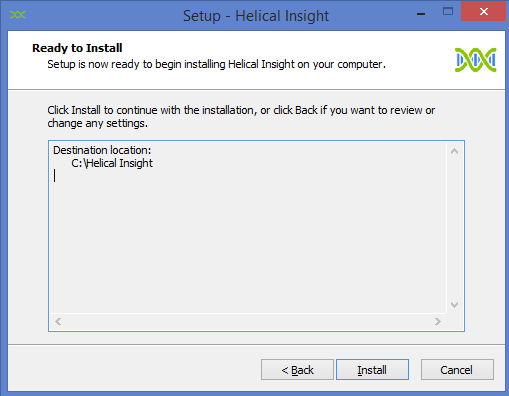 Setup - Helical Insight
Ready to Install
Setup is now ready to begin installing Helical Insight on your computer.
Click Install to continue with the installation, or click Back if you want to review or
change any settings.
Destination location:
C:\Helical Insight
< Back
Install
Cancel